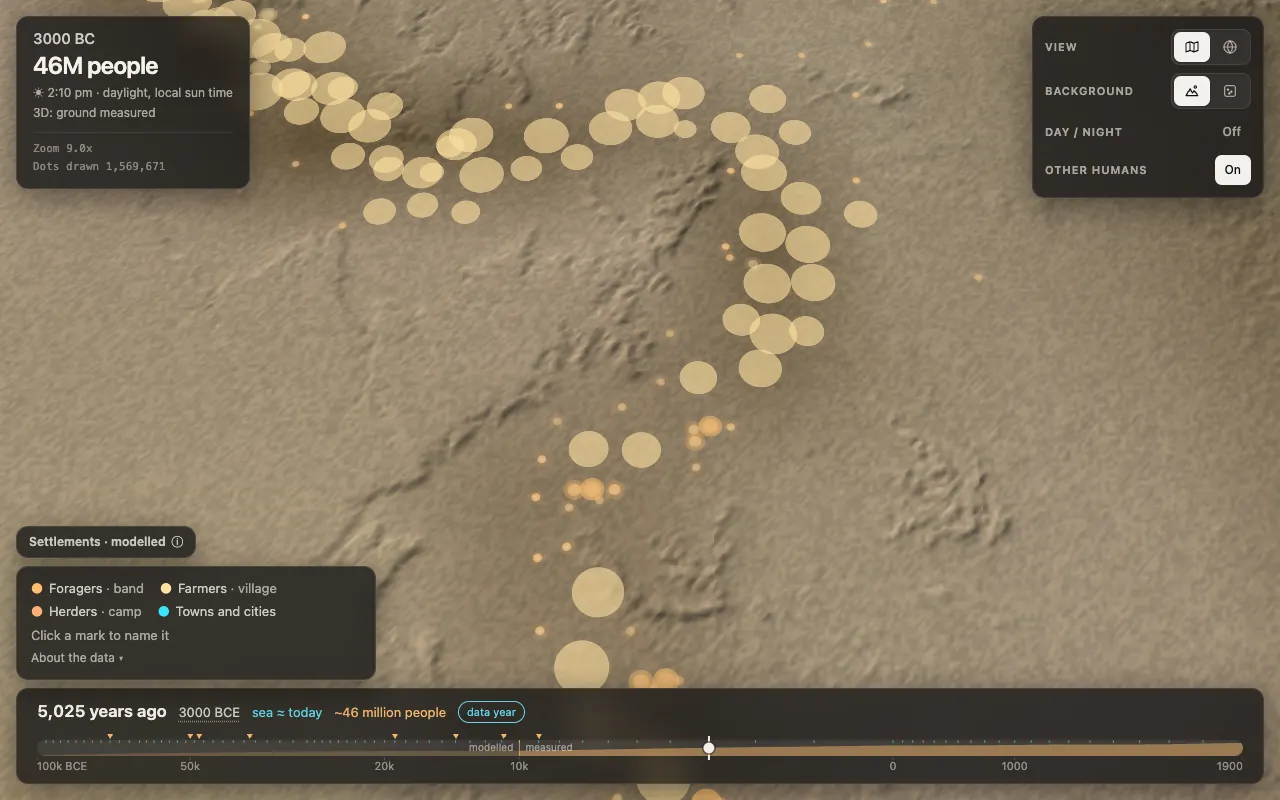 3000 BC
46M people
☀ 2:10 pm · daylight, local sun time
3D: ground measured
Zoom 9.0x
Dots drawn 1,569,671
VIEW
BACKGROUND
DAY / NIGHT Off
OTHER HUMANS On
Settlements · modelled ⓘ
Foragers · band Farmers · village
Herders · camp Towns and cities
Click a mark to name it
About the data ▾
5,025 years ago 3000 BCE sea ≈ today ~46 million people data year
modelled measured
100k BCE 50k 20k 10k 0 1000 1900